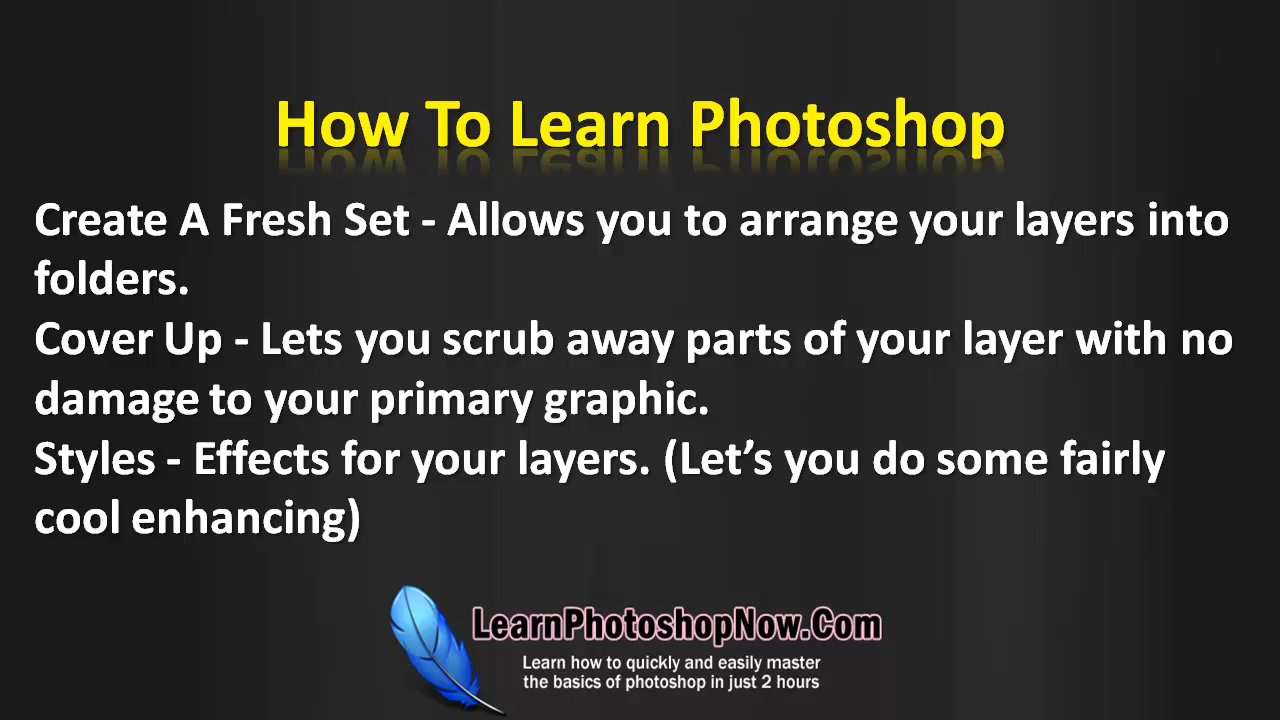 How To Learn Photoshop
Create A Fresh Set - Allows you to arrange your layers into
folders.
Cover Up - Lets you scrub away parts of your layer with no
damage to your primary graphic.
Styles - Effects for your layers. (Let’s you do some fairly
cool enhancing)
LearnPhotoshopNow.Com
Learn how to quickly and easily master
the basics of photoshop in just 2 hours